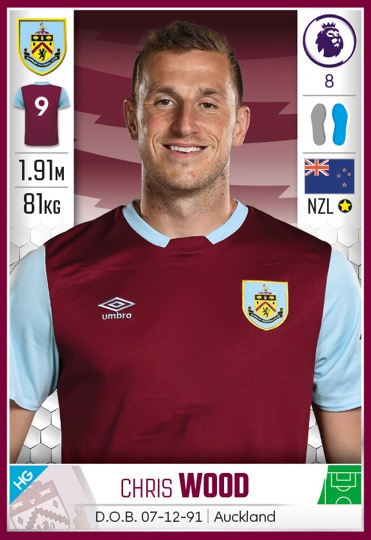 9
8
1.91M
81KG
NZL
umbro
HG
CHRIS WOOD
D.O.B. 07-12-91 | Auckland